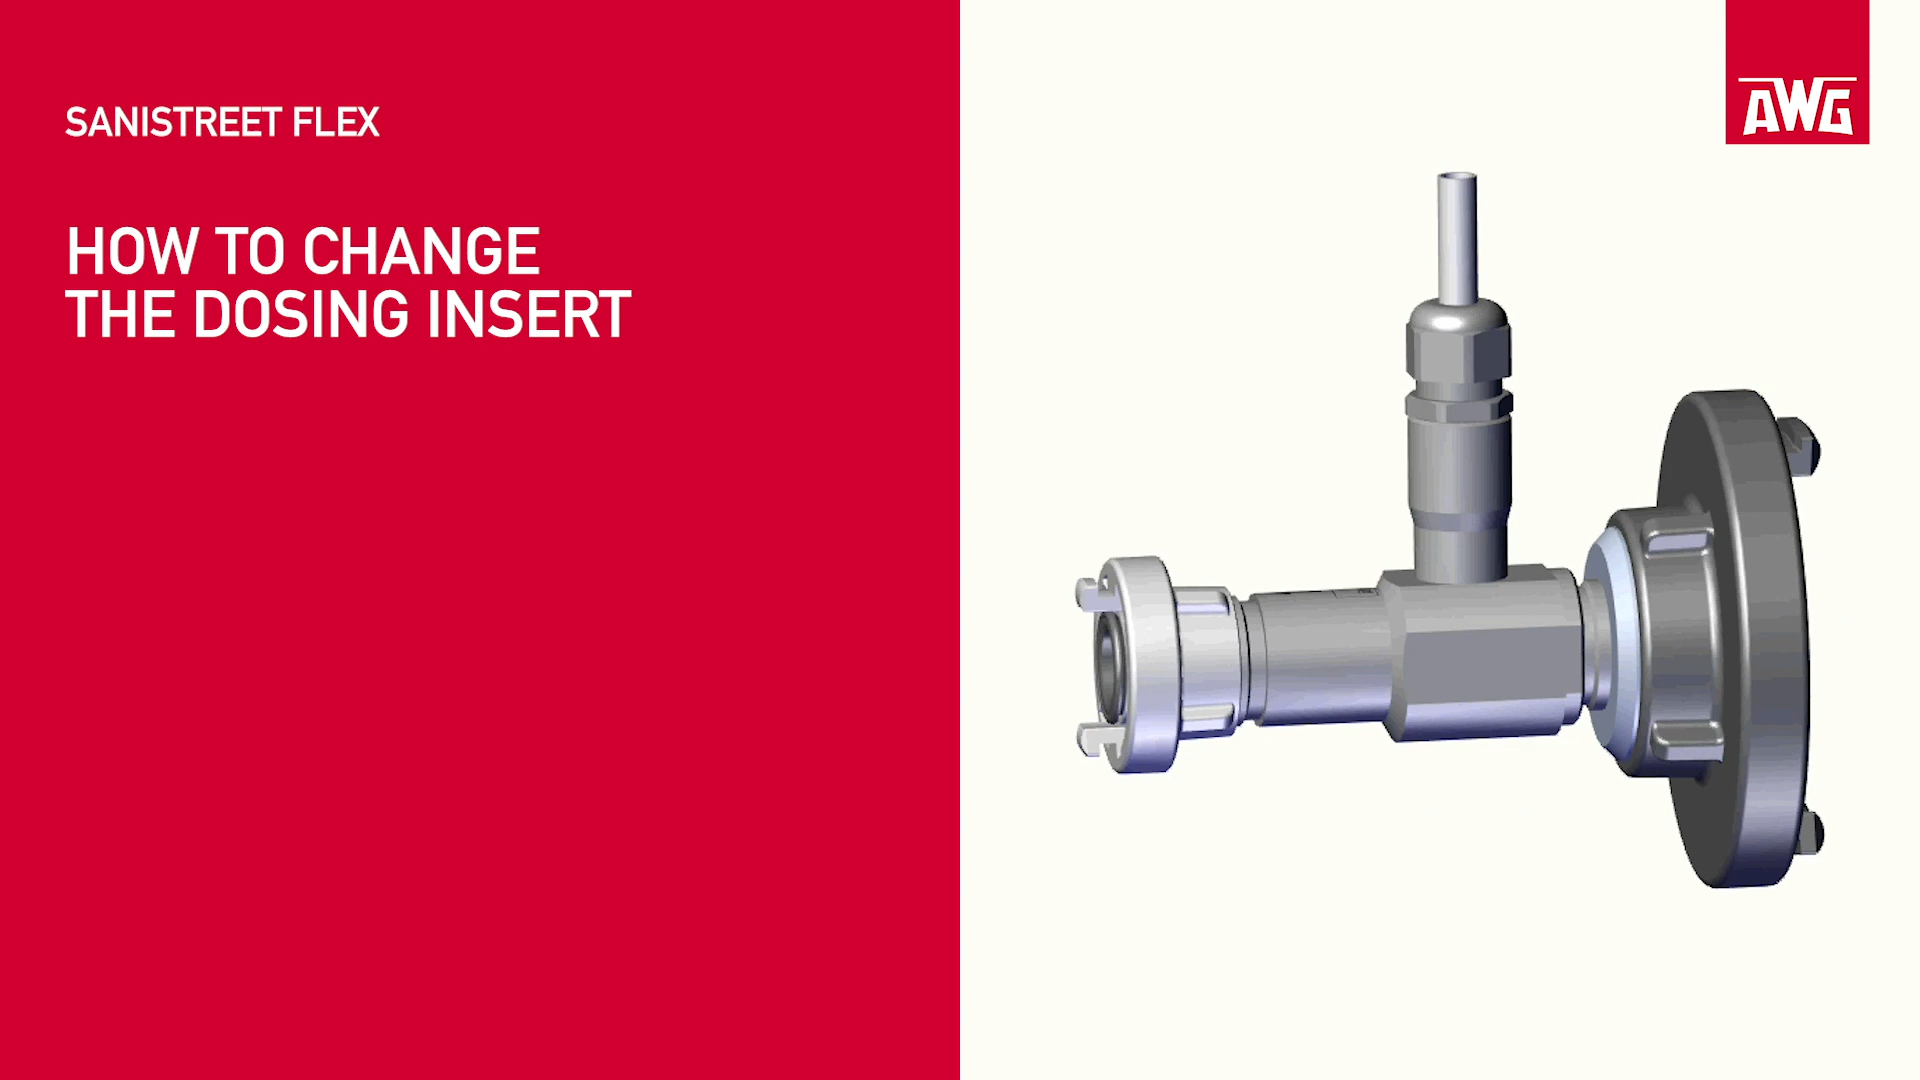 SANISTREET FLEX
AWG
HOW TO CHANGE
THE DOSING INSERT